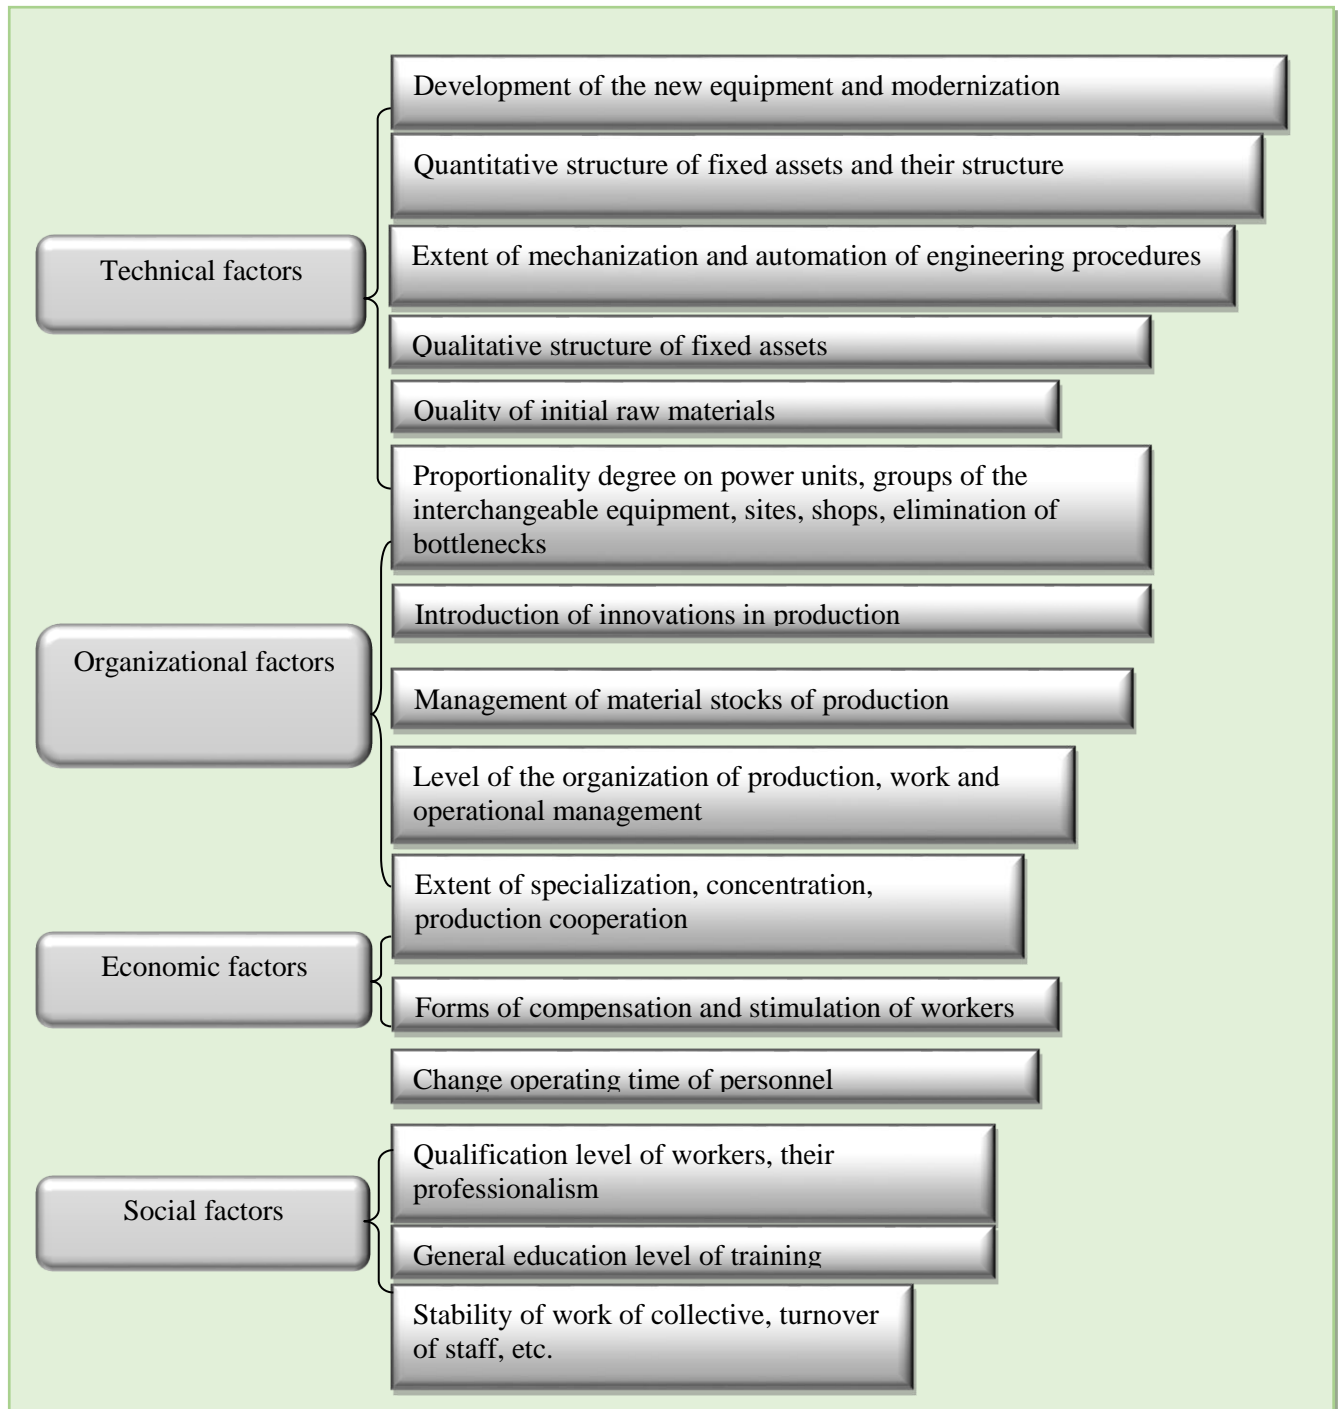 Development of the new equipment and modernization
Quantitative structure of fixed assets and their structure
Technical factors
Extent of mechanization and automation of engineering procedures
Qualitative structure of fixed assets
Quality of initial raw materials
Proportionality degree on power units, groups of the
interchangeable equipment, sites, shops, elimination of
bottlenecks
Introduction of innovations in production
Organizational factors
Management of material stocks of production
Level of the organization of production, work and
operational management
Extent of specialization, concentration,
production cooperation
Economic factors
Forms of compensation and stimulation of workers
Change operating time of personnel
Qualification level of workers, their
professionalism
Social factors
General education level of training
Stability of work of collective, turnover
of staff, etc.